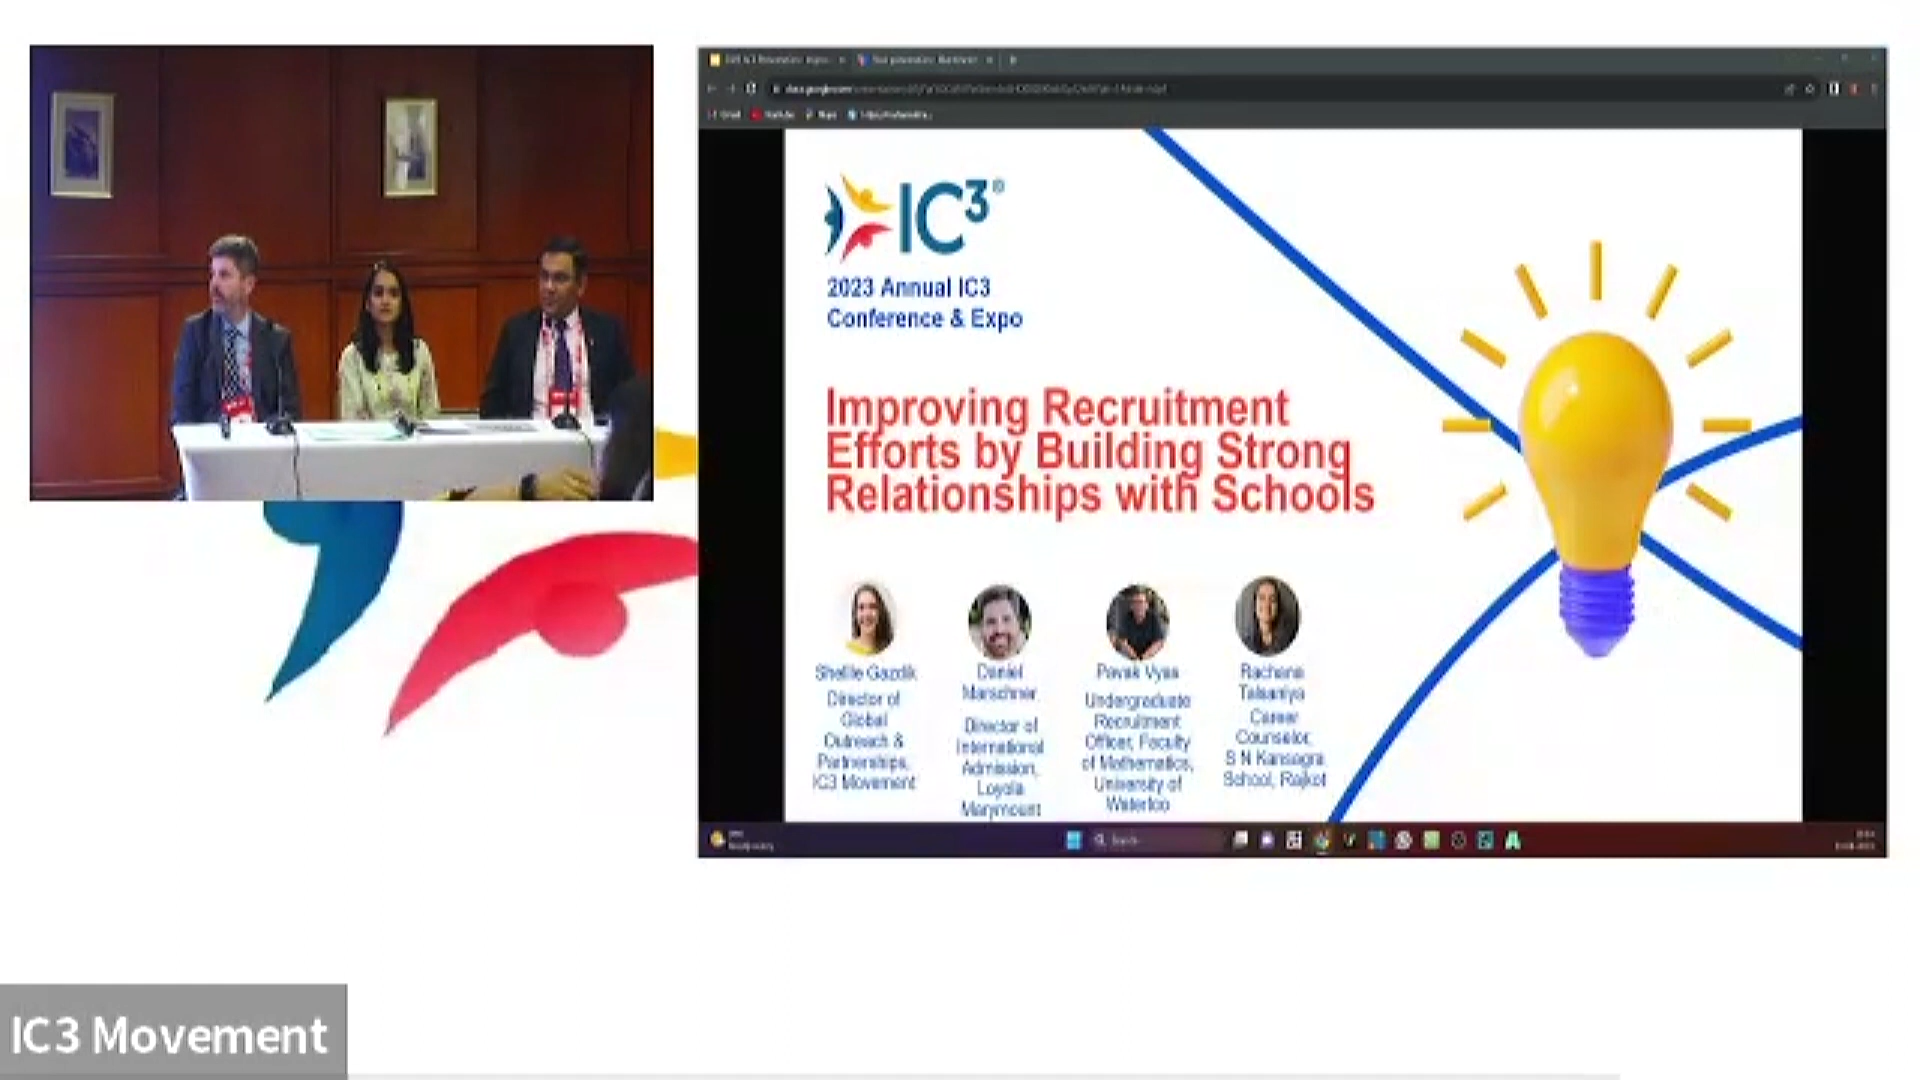 IC3®
2023 Annual IC3
Conference & Expo
Improving Recruitment
Efforts by Building Strong
Relationships with Schools
Shellie Gazdik
Director of
Global
Outreach &
Partnerships,
IC3 Movement
Daniel
Marschner
Director of
International
Admission,
Loyola
Marymount
Pavak Vyas
Undergraduate
Recruitment
Officer, Faculty
of Mathematics,
University of
Waterloo
Rachana
Career
Counselor,
S N Kansagra
School, Rajkot
Search
IC3 Movement